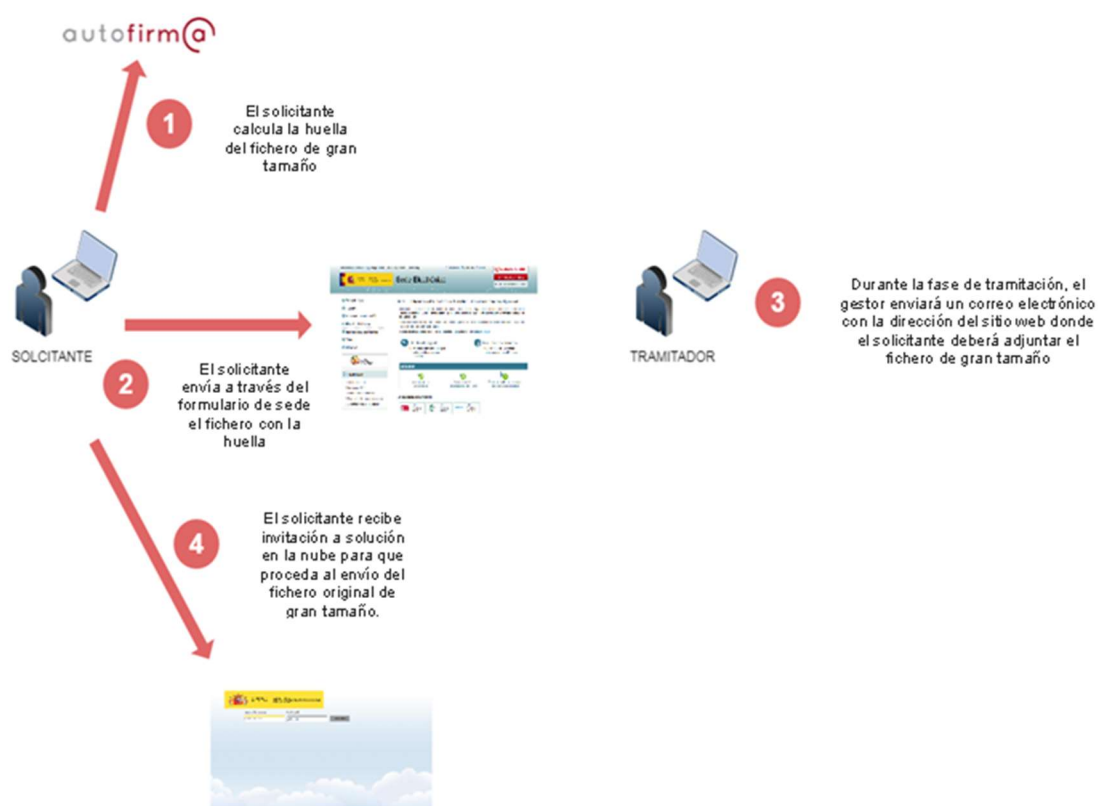 autofirm@
1
El solicitante
calcula la huella
del fichero de gran
tamaño
SOLCITANTE
2
El solicitante
envía a través del
formulario de sede
el fichero con la
huella
TRAMITADOR
3
Durante la fase de tramitación, el
gestor enviará un correo electrónico
con la dirección del sitio web donde
el solicitante deberá adjuntar el
fichero de gran tamaño
4
El solicitante recibe
invitación a solución
en la nube para que
proceda al envío del
fichero original de
gran tamaño.